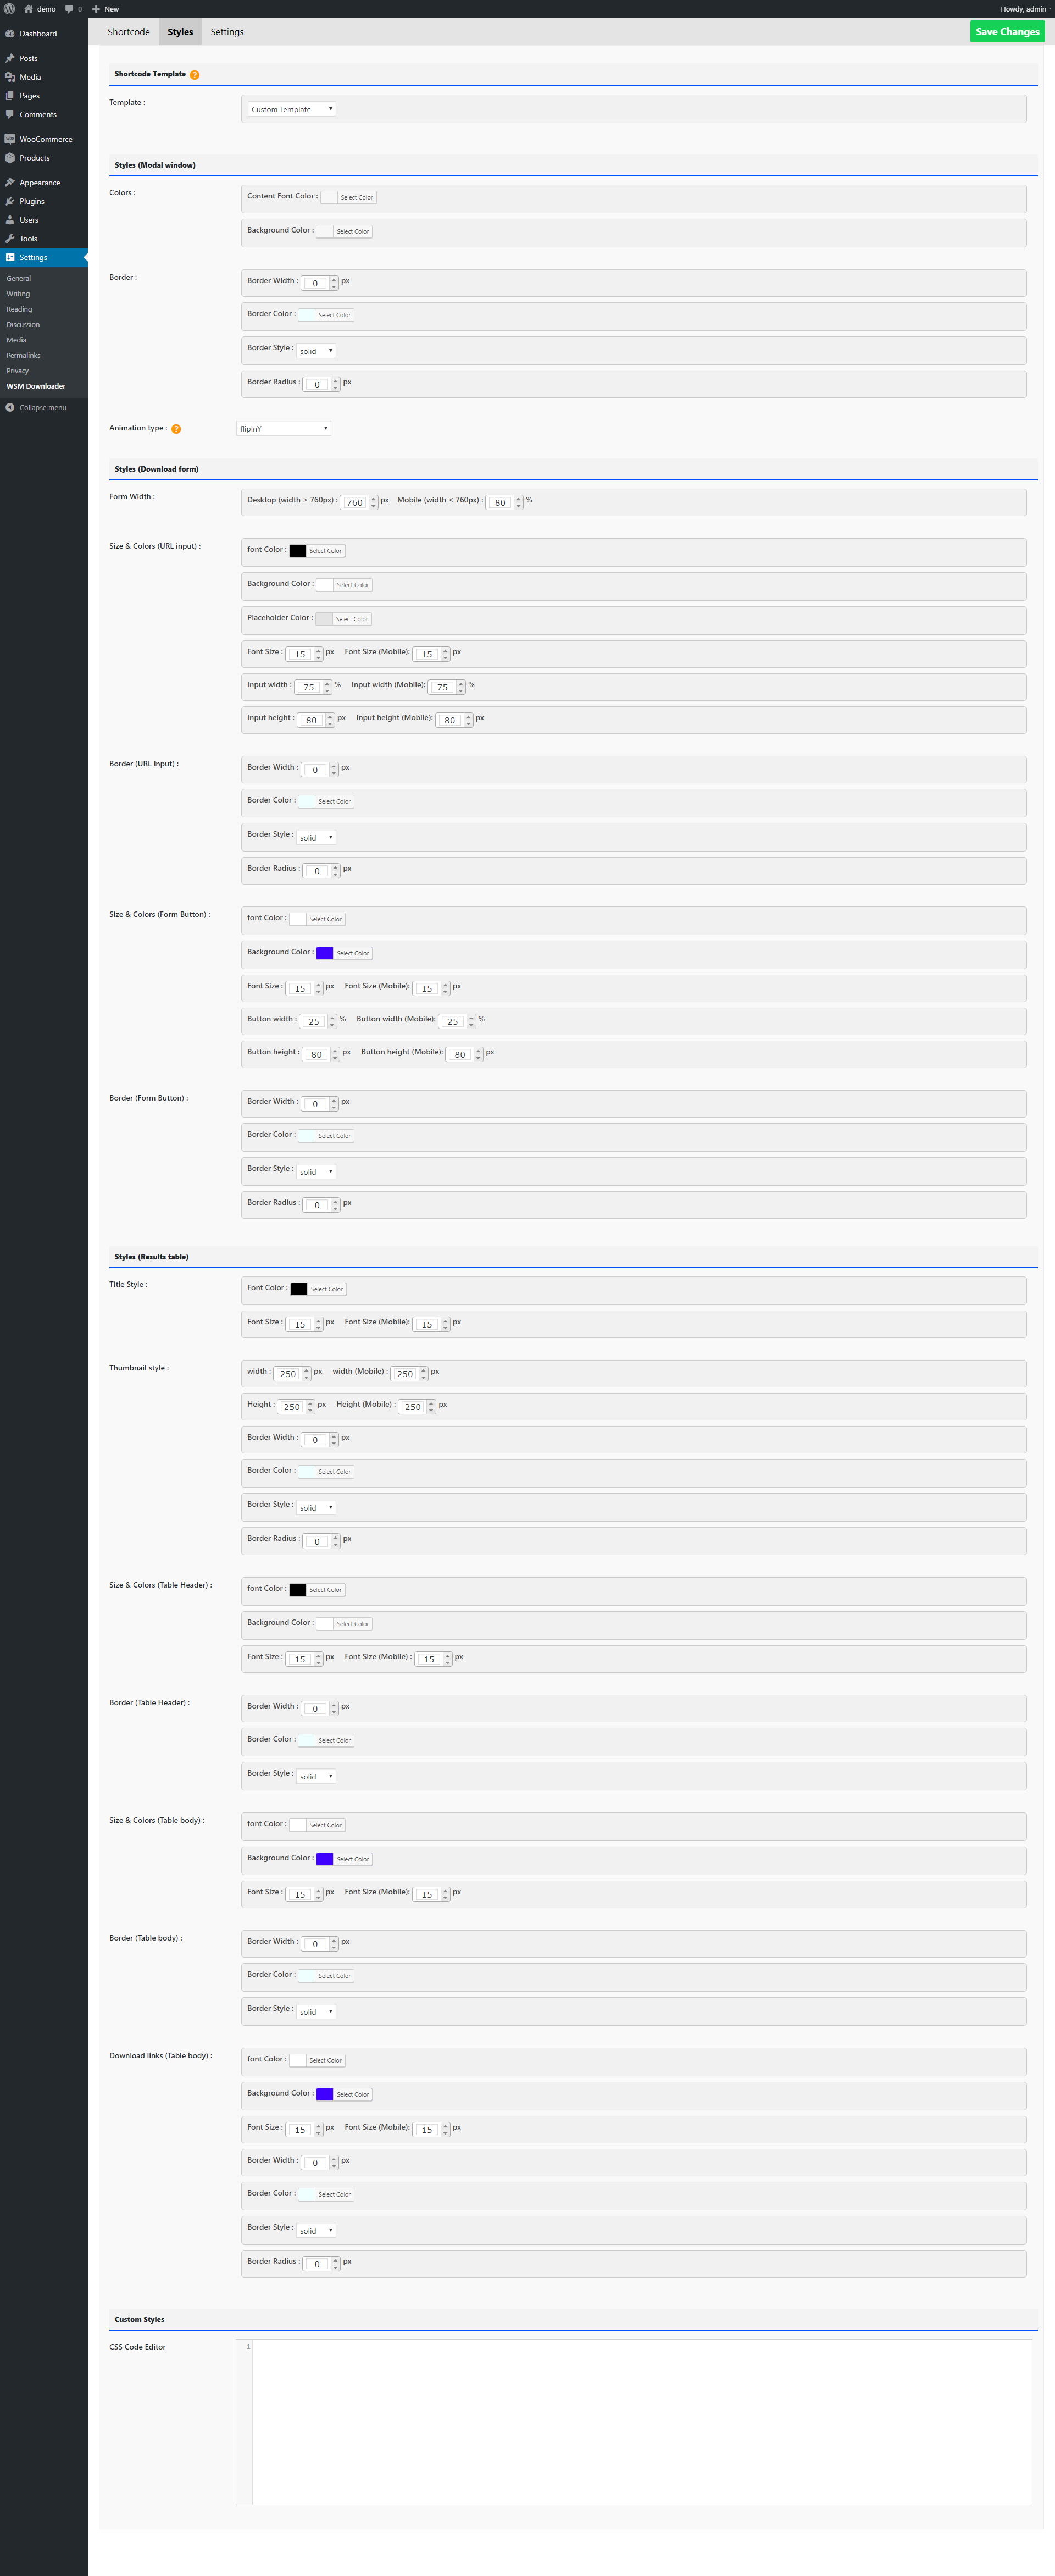 demo 0 New Howdy, admin
Dashboard
Posts
Media
Pages
Comments
WooCommerce
Products
Appearance
Plugins
Users
Tools
Settings
General
Writing
Reading
Discussion
Media
Permalinks
Privacy
WSM Downloader
Collapse menu
Shortcode Styles Settings Save Changes
Shortcode Template ?
Template : Custom Template
Styles (Modal window)
Colors : Content Font Color : Select Color
Background Color : Select Color
Border : Border Width : 0 px
Border Color : Select Color
Border Style : solid
Border Radius : 0 px
Animation type : ? flipInY
Styles (Download form)
Form Width : Desktop (width > 760px) : 760 px Mobile (width < 760px) : 80 %
Size & Colors (URL input) : font Color : Select Color
Background Color : Select Color
Placeholder Color : Select Color
Font Size : 15 px Font Size (Mobile): 15 px
Input width : 75 % Input width (Mobile): 75 %
Input height : 80 px Input height (Mobile): 80 px
Border (URL input) : Border Width : 0 px
Border Color : Select Color
Border Style : solid
Border Radius : 0 px
Size & Colors (Form Button) : font Color : Select Color
Background Color : Select Color
Font Size : 15 px Font Size (Mobile): 15 px
Button width : 25 % Button width (Mobile): 25 %
Button height : 80 px Button height (Mobile): 80 px
Border (Form Button) : Border Width : 0 px
Border Color : Select Color
Border Style : solid
Border Radius : 0 px
Styles (Results table)
Title Style : Font Color : Select Color
Font Size : 15 px Font Size (Mobile): 15 px
Thumbnail style : width : 250 px width (Mobile) : 250 px
Height : 250 px Height (Mobile) : 250 px
Border Width : 0 px
Border Color : Select Color
Border Style : solid
Border Radius : 0 px
Size & Colors (Table Header) : font Color : Select Color
Background Color : Select Color
Font Size : 15 px Font Size (Mobile) : 15 px
Border (Table Header) : Border Width : 0 px
Border Color : Select Color
Border Style : solid
Size & Colors (Table body) : font Color : Select Color
Background Color : Select Color
Font Size : 15 px Font Size (Mobile): 15 px
Border (Table body) : Border Width : 0 px
Border Color : Select Color
Border Style : solid
Download links (Table body) : font Color : Select Color
Background Color : Select Color
Font Size : 15 px Font Size (Mobile): 15 px
Border Width : 0 px
Border Color : Select Color
Border Style : solid
Border Radius : 0 px
Custom Styles
CSS Code Editor 1